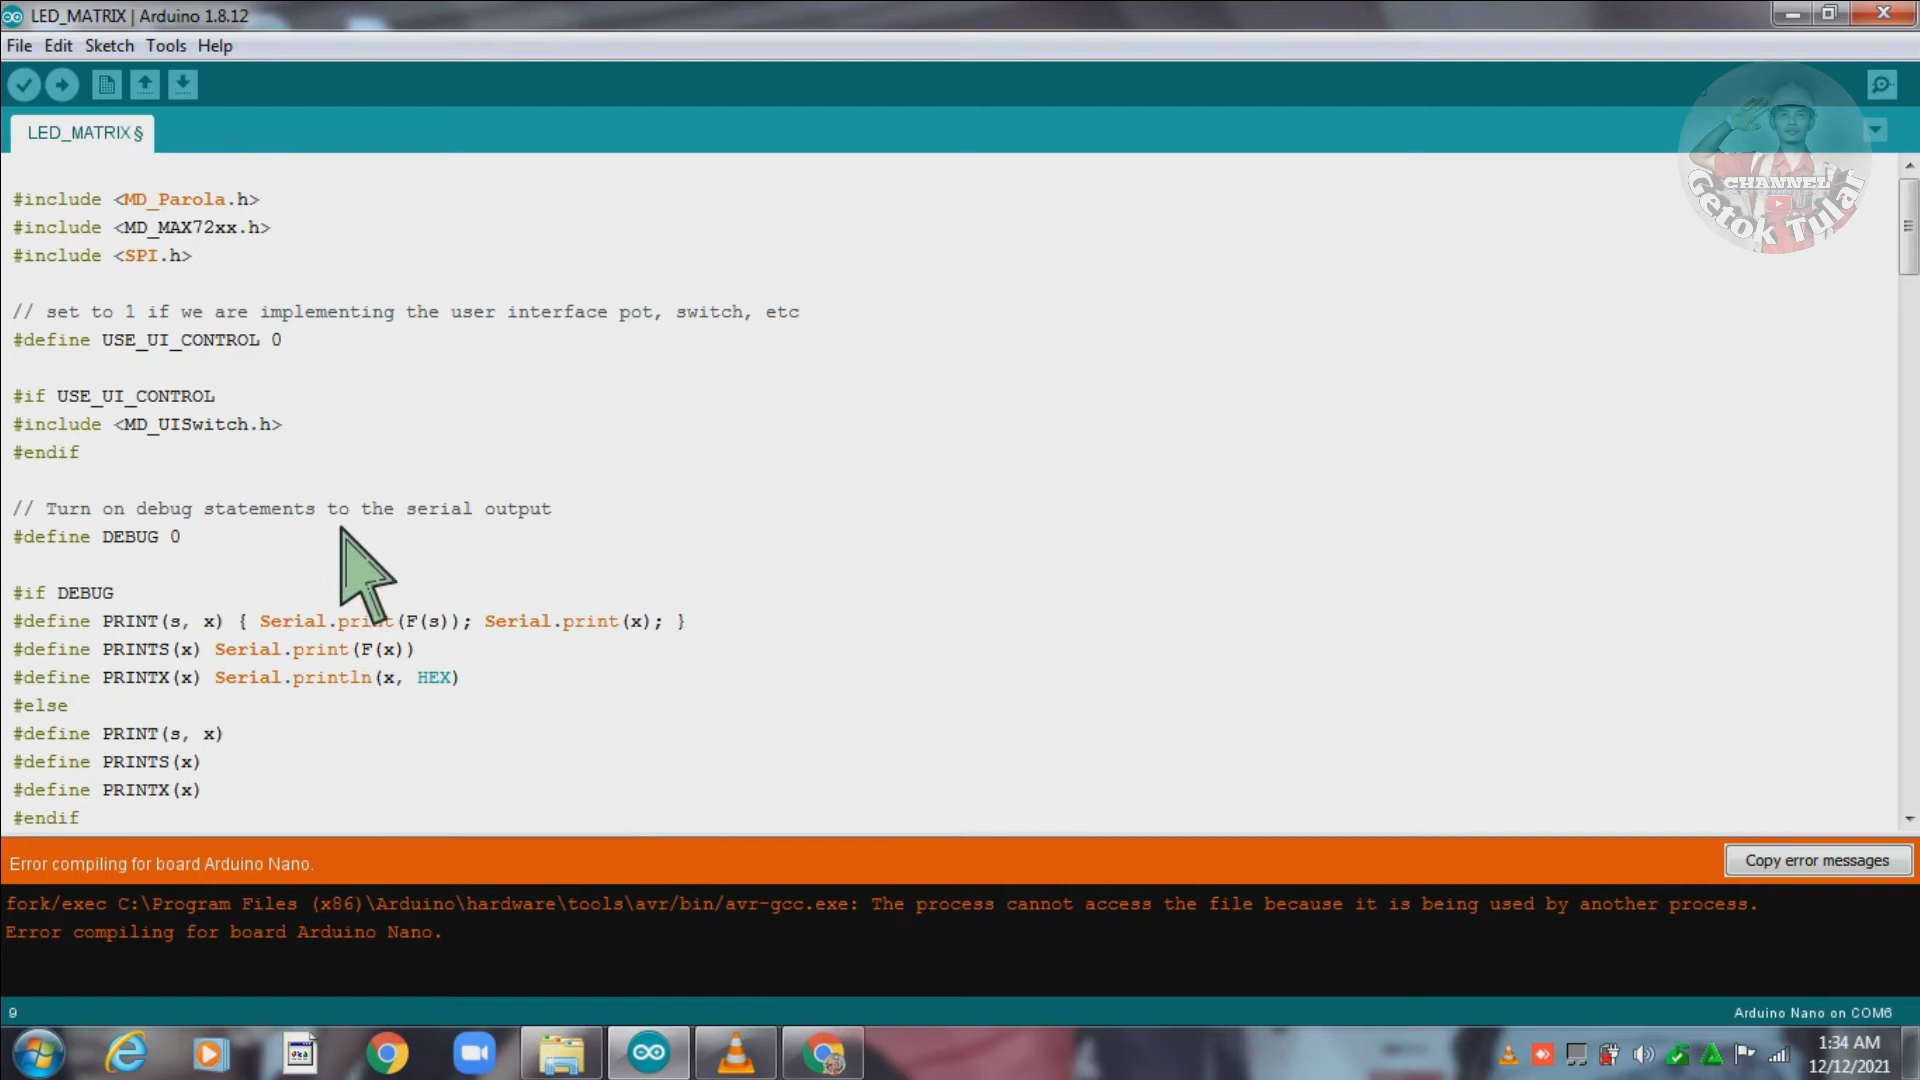 LED_MATRIX | Arduino 1.8.12
File Edit Sketch Tools Help
LED_MATRIX §
CHANNEL
Getok Tular
#include <MD_Parola.h>
#include <MD_MAX72xx.h>
#include <SPI.h>
// set to 1 if we are implementing the user interface pot, switch, etc
#define USE_UI_CONTROL 0
#if USE_UI_CONTROL
#include <MD_UISwitch.h>
#endif
// Turn on debug statements to the serial output
#define DEBUG 0
#if DEBUG
#define PRINT(s, x) { Serial.print(F(s)); Serial.print(x); }
#define PRINTS(x) Serial.print(F(x))
#define PRINTX(x) Serial.println(x, HEX)
#else
#define PRINT(s, x)
#define PRINTS(x)
#define PRINTX(x)
#endif
Error compiling for board Arduino Nano.
Copy error messages
fork/exec C:\Program Files (x86)\Arduino\hardware\tools\avr/bin/avr-gcc.exe: The process cannot access the file because it is being used by another process.
Error compiling for board Arduino Nano.
9
Arduino Nano on COM6
1:34 AM
12/12/2021